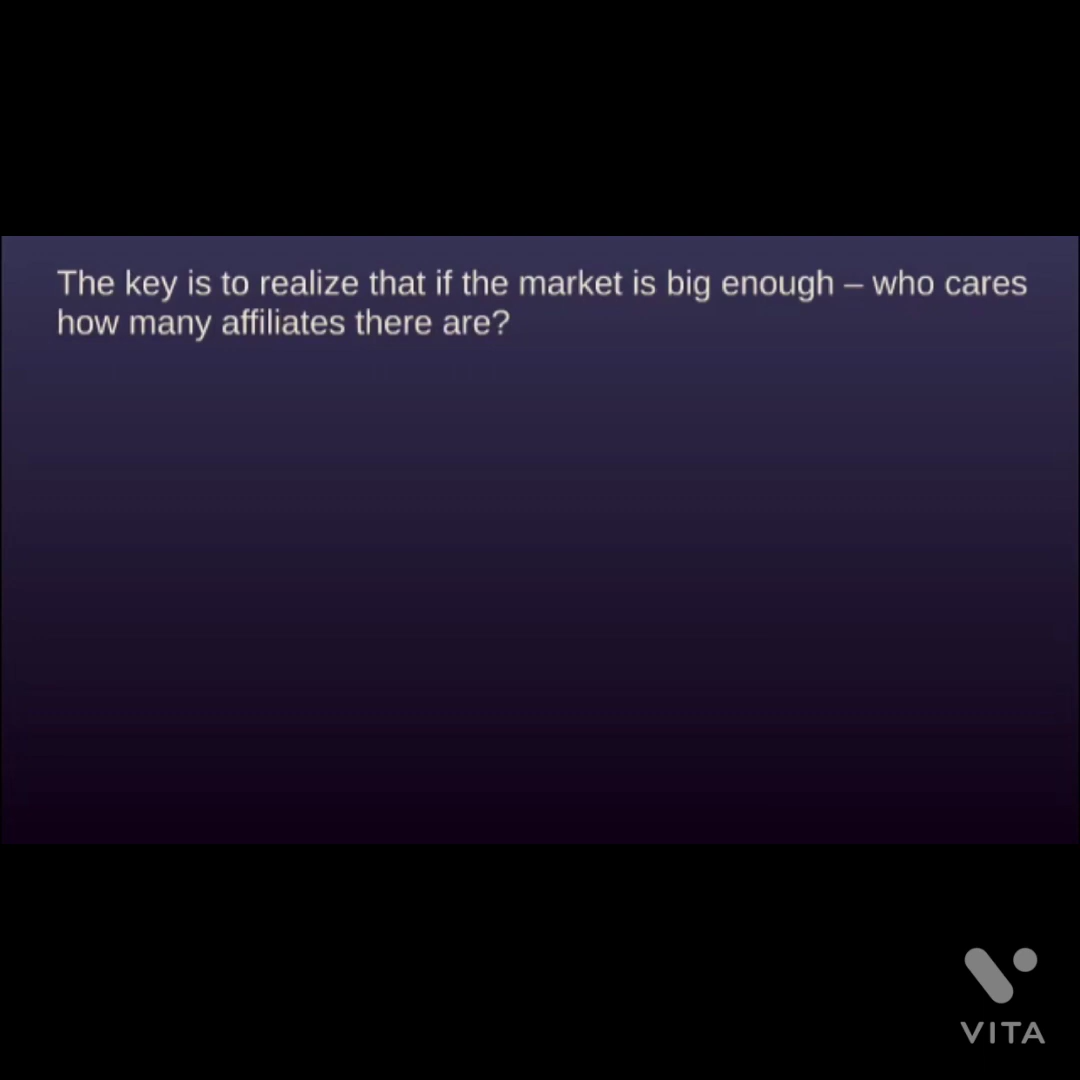 The key is to realize that if the market is big enough – who cares
how many affiliates there are?
VITA